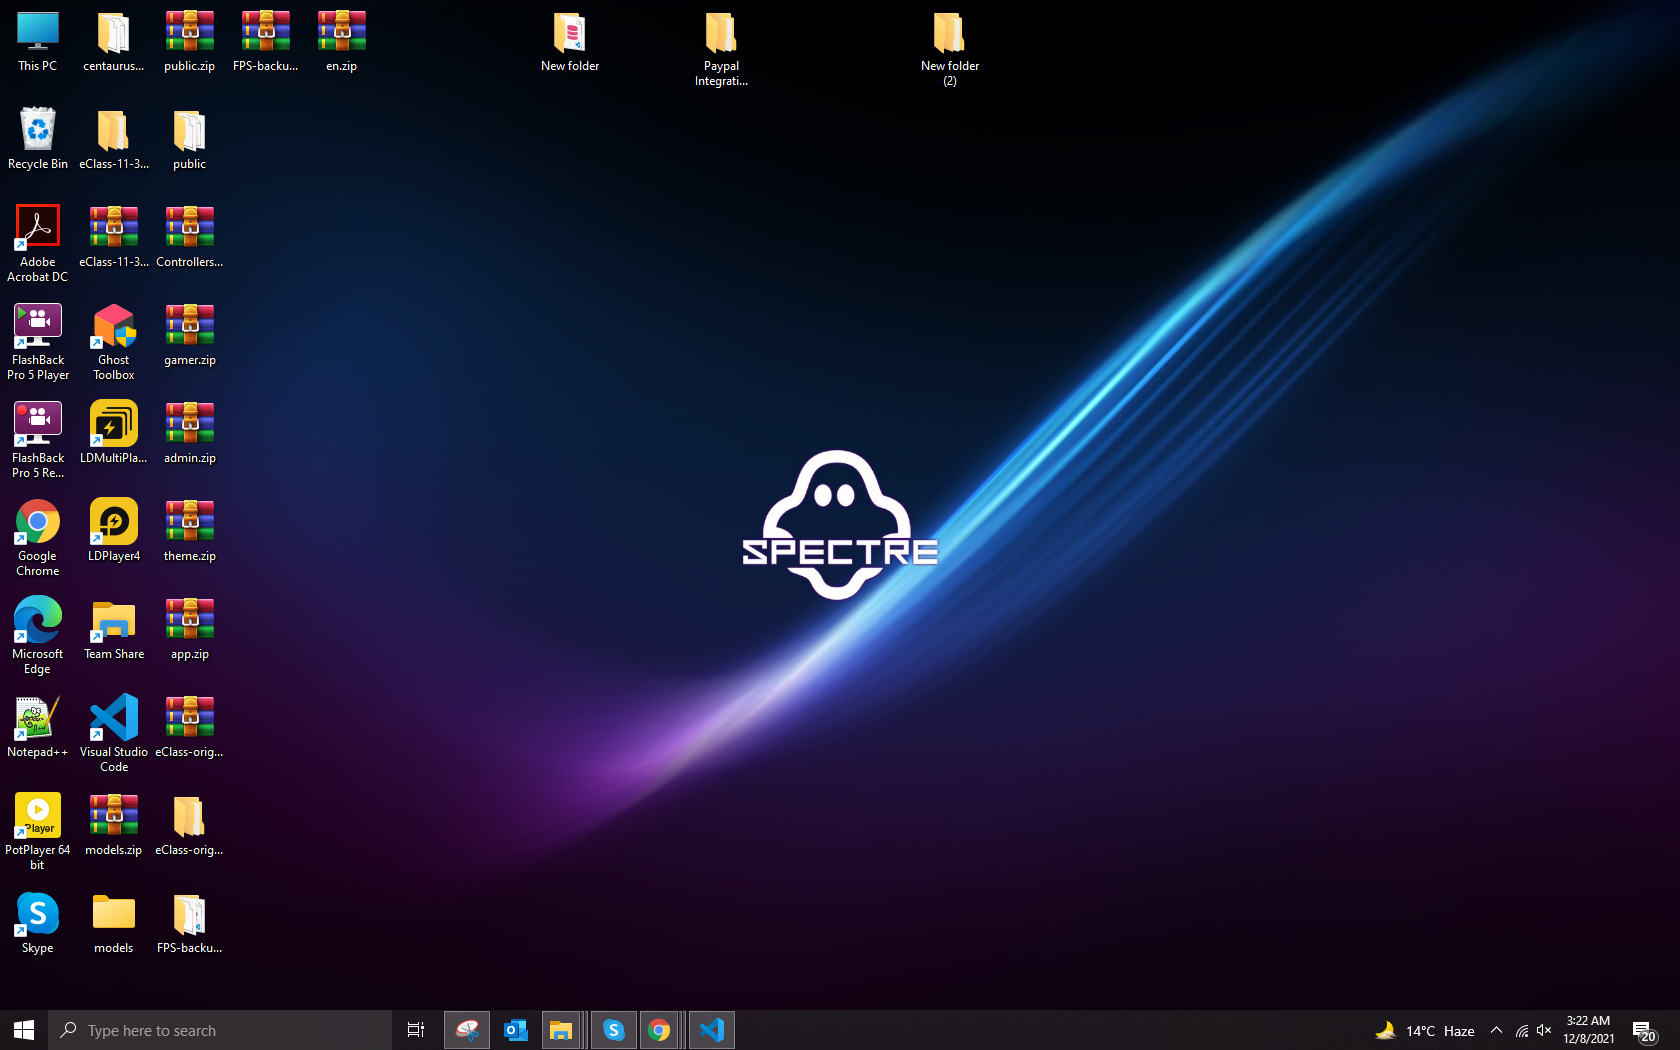 This PC
centaurus...
public.zip
FPS-backu...
en.zip
New folder
Paypal
Integrati...
New folder
(2)
Recycle Bin
eClass-11-3...
public
Adobe
Acrobat DC
eClass-11-3...
Controllers...
FlashBack
Pro 5 Player
Ghost
Toolbox
gamer.zip
FlashBack
Pro 5 Re...
LDMultiPla...
admin.zip
Google
Chrome
LDPlayer4
theme.zip
SPECTRE
Microsoft
Edge
Team Share
app.zip
Notepad++
Visual Studio
Code
eClass-orig...
Player
PotPlayer 64
bit
models.zip
eClass-orig...
Skype
models
FPS-backu...
Type here to search
14°C Haze
3:22 AM
12/8/2021
20